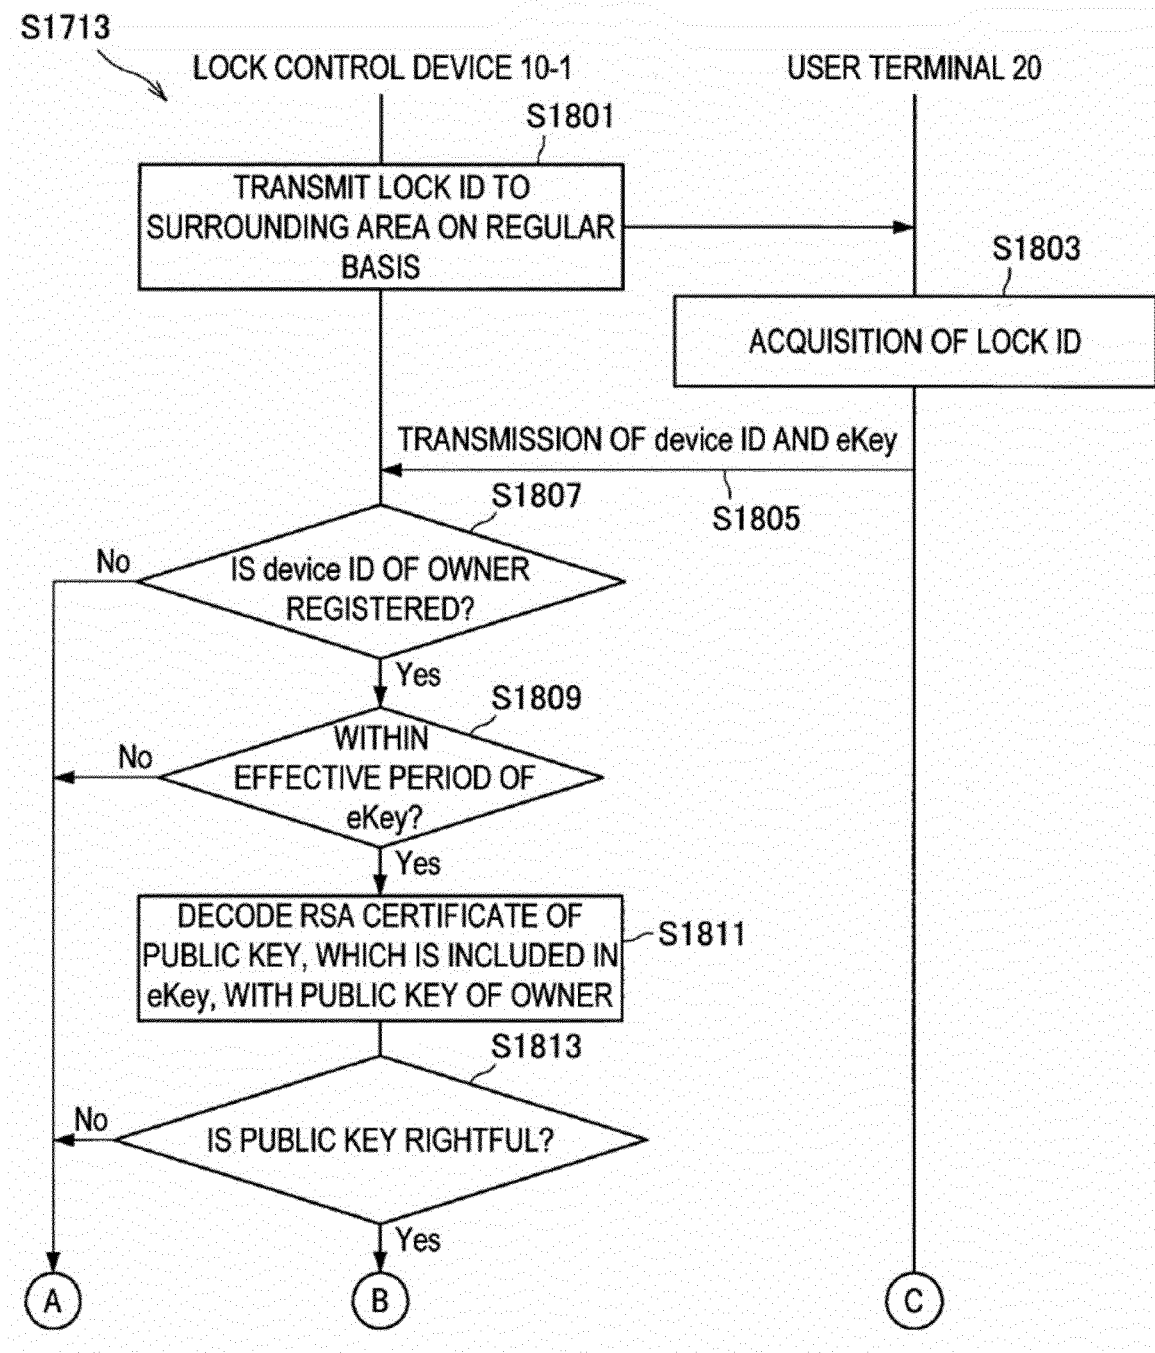 S1713
LOCK CONTROL DEVICE 10-1
USER TERMINAL 20
S1801
TRANSMIT LOCK ID TO
SURROUNDING AREA ON REGULAR
BASIS
S1803
ACQUISITION OF LOCK ID
TRANSMISSION OF device ID AND eKey
S1805
S1807
No
IS device ID OF OWNER
REGISTERED?
Yes
S1809
No
WITHIN
EFFECTIVE PERIOD OF
eKey?
Yes
DECODE RSA CERTIFICATE OF
PUBLIC KEY, WHICH IS INCLUDED IN
eKey, WITH PUBLIC KEY OF OWNER
S1811
S1813
No
IS PUBLIC KEY RIGHTFUL?
Yes
A
B
C